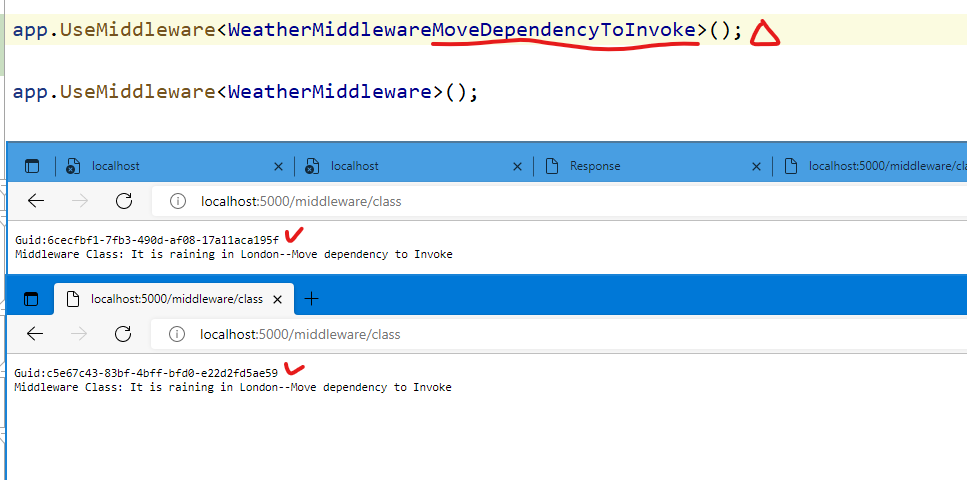 app.UseMiddleware<WeatherMiddlewareMoveDependencyToInvoke>();
app.UseMiddleware<WeatherMiddleware>();
localhost
localhost
Response
localhost:5000/middleware/cla
localhost:5000/middleware/class
Guid:6cecfbf1-7fb3-490d-af08-17a11aca195f
Middleware Class: It is raining in London--Move dependency to Invoke
localhost:5000/middleware/class
localhost:5000/middleware/class
Guid:c5e67c43-83bf-4bff-bfd0-e22d2fd5ae59
Middleware Class: It is raining in London--Move dependency to Invoke